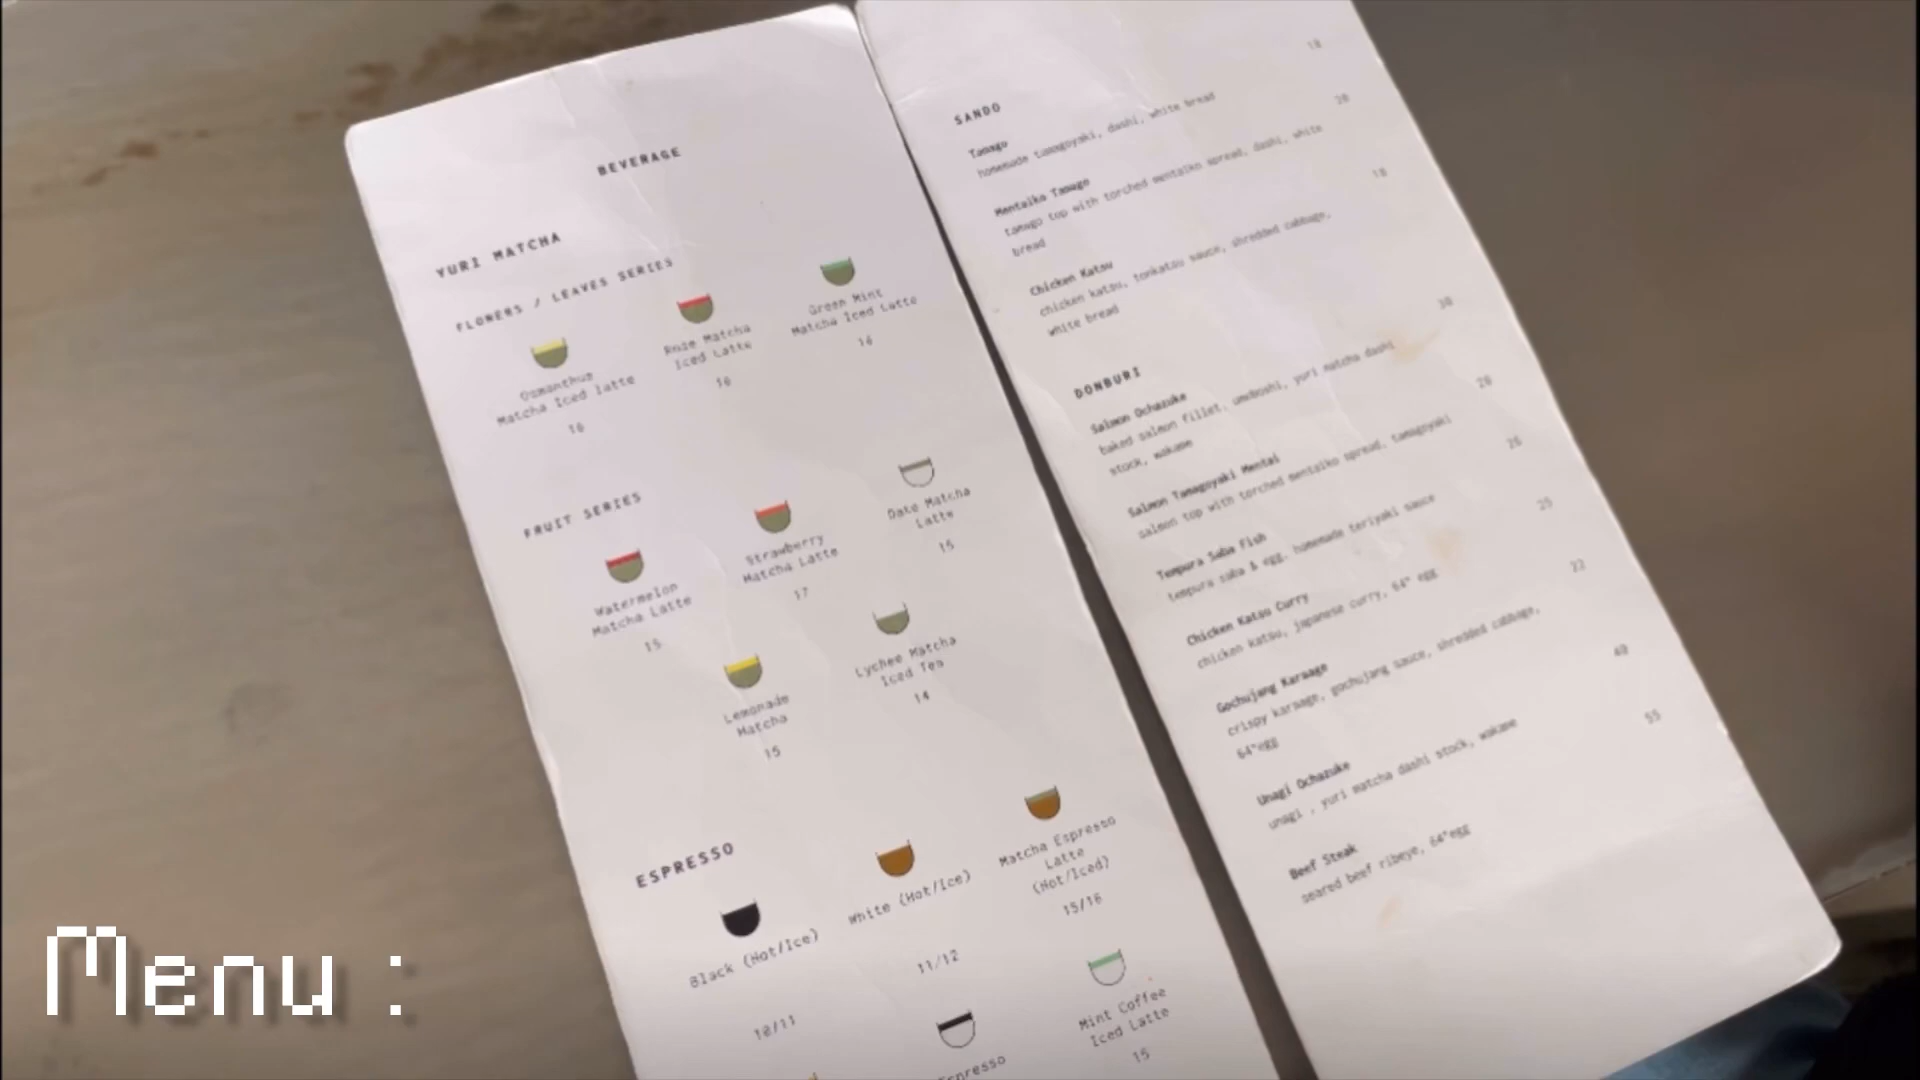 BEVERAGE
YURI MATCHA
FLOWERS / LEAVES SERIES
Osmanthus
Matcha Iced latte
16
Rose Matcha
Iced Latte
16
Green Mint
Matcha Iced Latte
16
FRUIT SERIES
Watermelon
Matcha Latte
15
Strawberry
Matcha Latte
17
Date Matcha
Latte
15
Lemonade
Matcha
15
Lychee Matcha
Iced Tea
14
ESPRESSO
Black (Hot/Ice)
10/11
White (Hot/Ice)
11/12
Matcha Espresso
Latte
(Hot/Iced)
15/16
Mint Coffee
Iced Latte
15
SANDO
Tamago
homemade tamagoyaki, dashi, white bread
18
Mentaiko Tamago
tamago top with torched mentaiko spread, dashi, white
bread
20
Chicken Katsu
chicken katsu, tonkatsu sauce, shredded cabbage,
white bread
18
DONBURI
Salmon Ochazuke
baked salmon fillet, umeboshi, yuri matcha dashi
stock, wakame
30
Salmon Tamagoyaki Mentai
salmon top with torched mentaiko spread, tamagoyaki
Tempura Saba Fish
tempura saba & egg, homemade teriyaki sauce
26
Chicken Katsu Curry
chicken katsu, japanese curry, 64° egg
25
Gochujang Karaage
crispy karaage, gochujang sauce, shredded cabbage,
64°egg
22
Unagi Ochazuke
unagi , yuri matcha dashi stock, wakame
40
Beef Steak
seared beef ribeye, 64°egg
55
Menu :